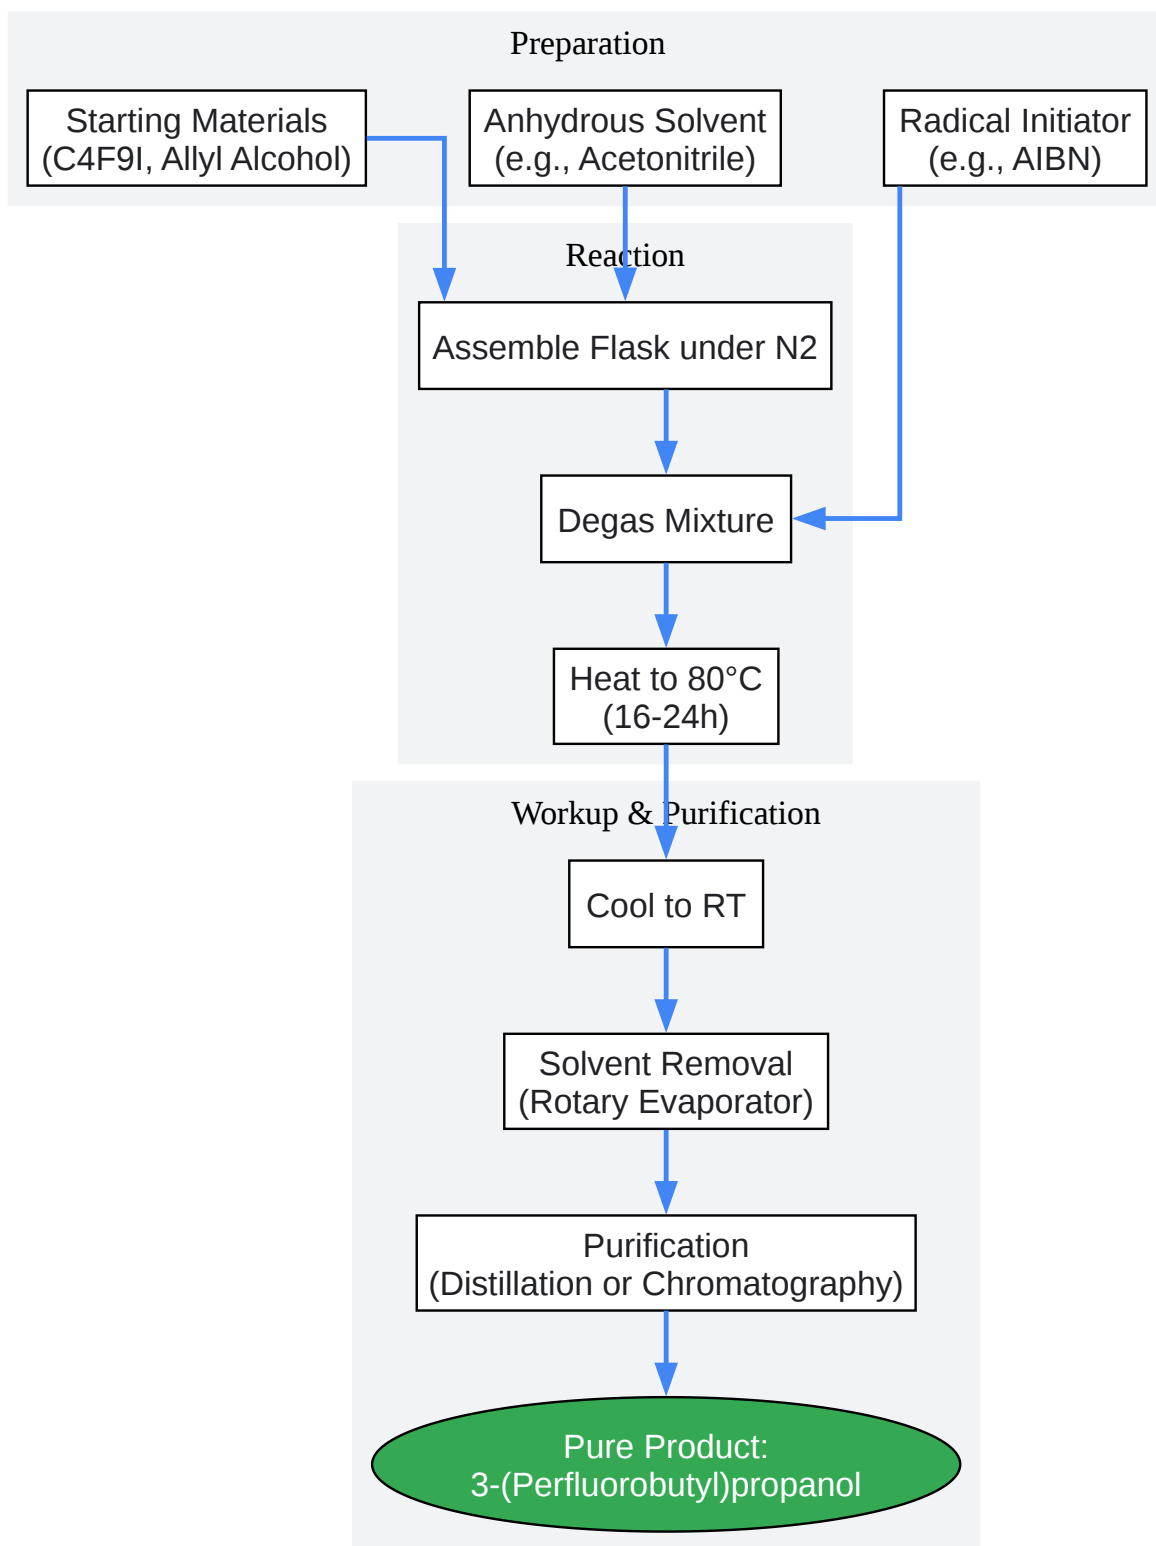 Preparation
Starting Materials
(C4F9I, Allyl Alcohol)
Anhydrous Solvent
(e.g., Acetonitrile)
Radical Initiator
(e.g., AIBN)
Reaction
Assemble Flask under N2
Degas Mixture
Heat to 80°C
(16-24h)
Workup & Purification
Cool to RT
Solvent Removal
(Rotary Evaporator)
Purification
(Distillation or Chromatography)
Pure Product:
3-(Perfluorobutyl)propanol